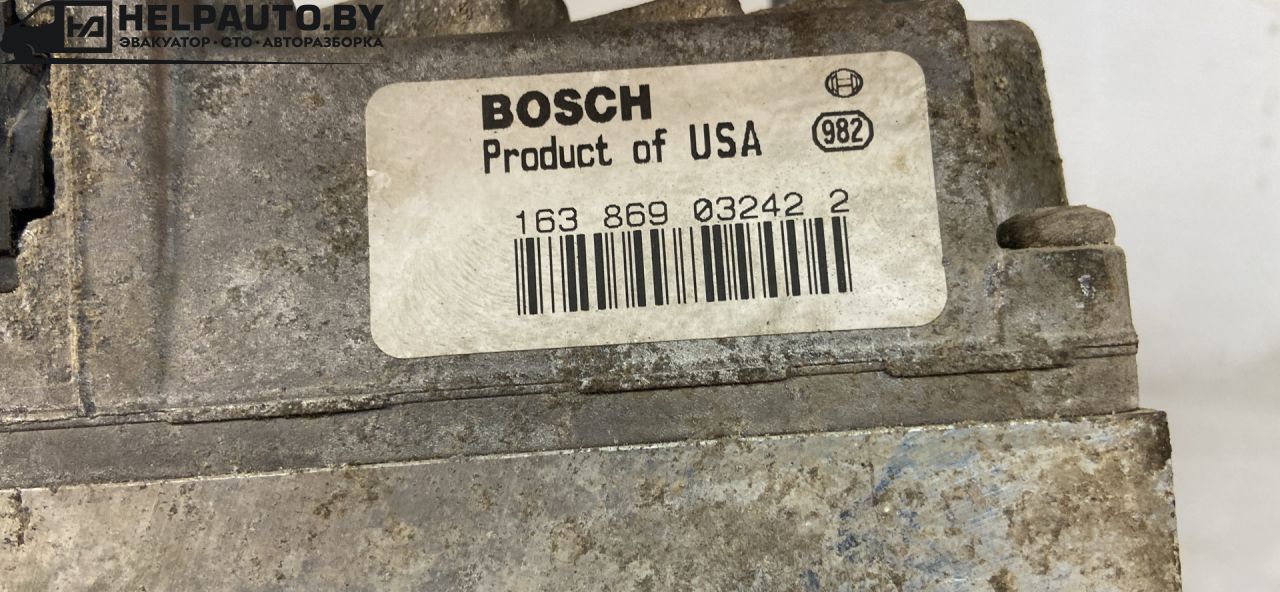 HELPAUTO.BY
ЭВАКУАТОР · СТО · АВТОРАЗБОРКА
BOSCH
Product of USA
982
163 869 03242 2